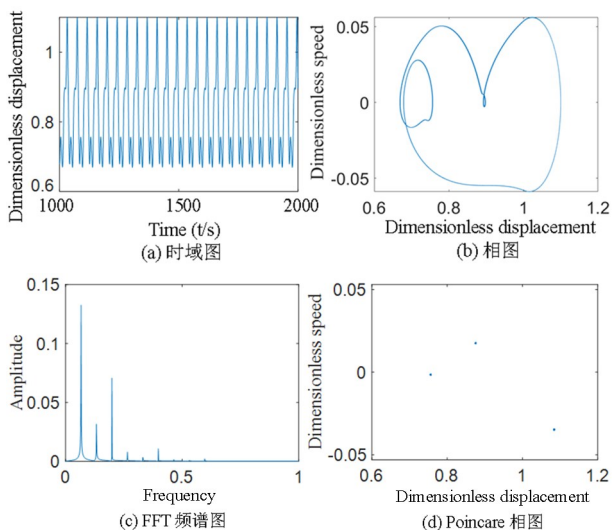 Dimensionless displacement
1
0.8
0.6
1000 1500 2000
Time (t/s)
(a) 时域图
Dimensionless speed
0.05
0
-0.05
0.6 0.8 1 1.2
Dimensionless displacement
(b) 相图
Amplitude
0.15
0.1
0.05
0
0 0.5 1
Frequency
(c) FFT 频谱图
Dimensionless speed
0.05
0
-0.05
0.6 0.8 1 1.2
Dimensionless displacement
(d) Poincare 相图